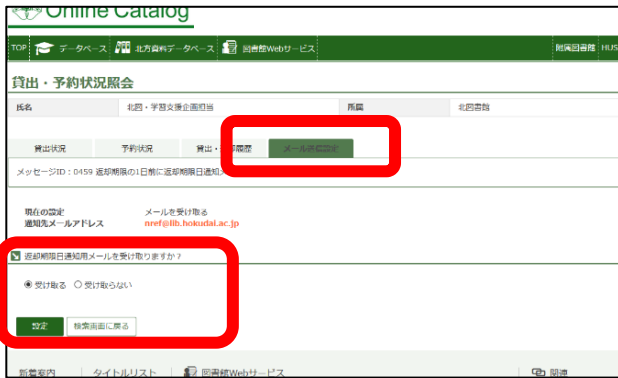 Online Catalog
TOP データベース 北方資料データベース 図書館Webサービス 附属図書館 HUS
貸出・予約状況照会
氏名 北図・学習支援企画担当 所属 北図書館
貸出状況 予約状況 貸出・ 履歴 メール送信設定
メッセージID：0459 返却期限の1日前に返却期限日通知メ
現在の設定 メールを受け取る
通知先メールアドレス nref@lib.hokudai.ac.jp
返却期限日通知用メールを受け取りますか？
受け取る 受け取らない
設定 検索画面に戻る
新着案内 タイトルリスト 図書館Webサービス 関連